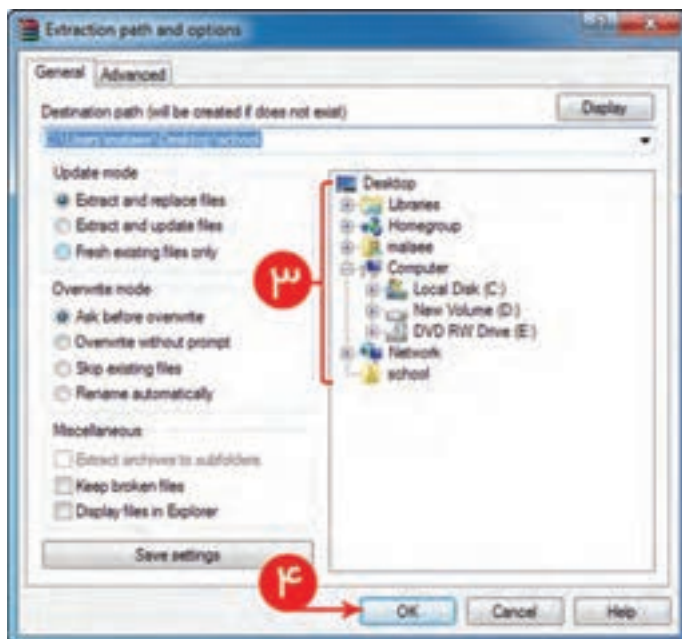 Extraction path and options
General Advanced
Destination path (will be created if does not exist)
Display
Update mode
Extract and replace files
Extract and update files
Fresh existing files only
Overwrite mode
Ask before overwrite
Overwrite without prompt
Skip existing files
Rename automatically
Miscellaneous
Extract archives to subfolders
Keep broken files
Display files in Explorer
Save settings
۳
Desktop
Libraries
Homegroup
malsee
Computer
Local Disk (C:)
New Volume (D:)
DVD RW Drive (E:)
Network
school
۴
OK Cancel Help